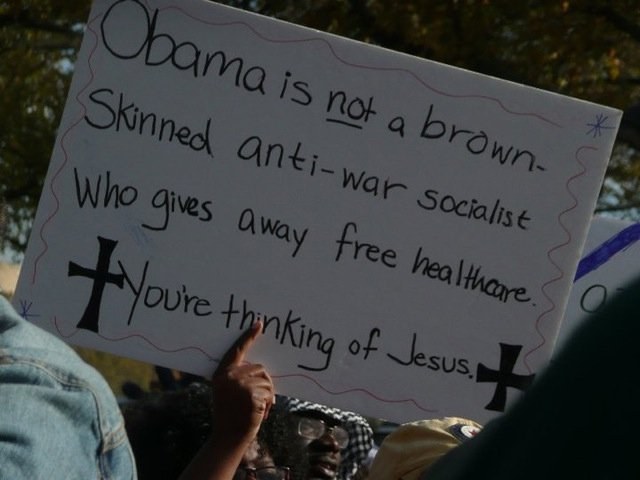 Obama is not a brown-
Skinned anti-war socialist
Who gives away free healthcare.
You're thinking of Jesus.